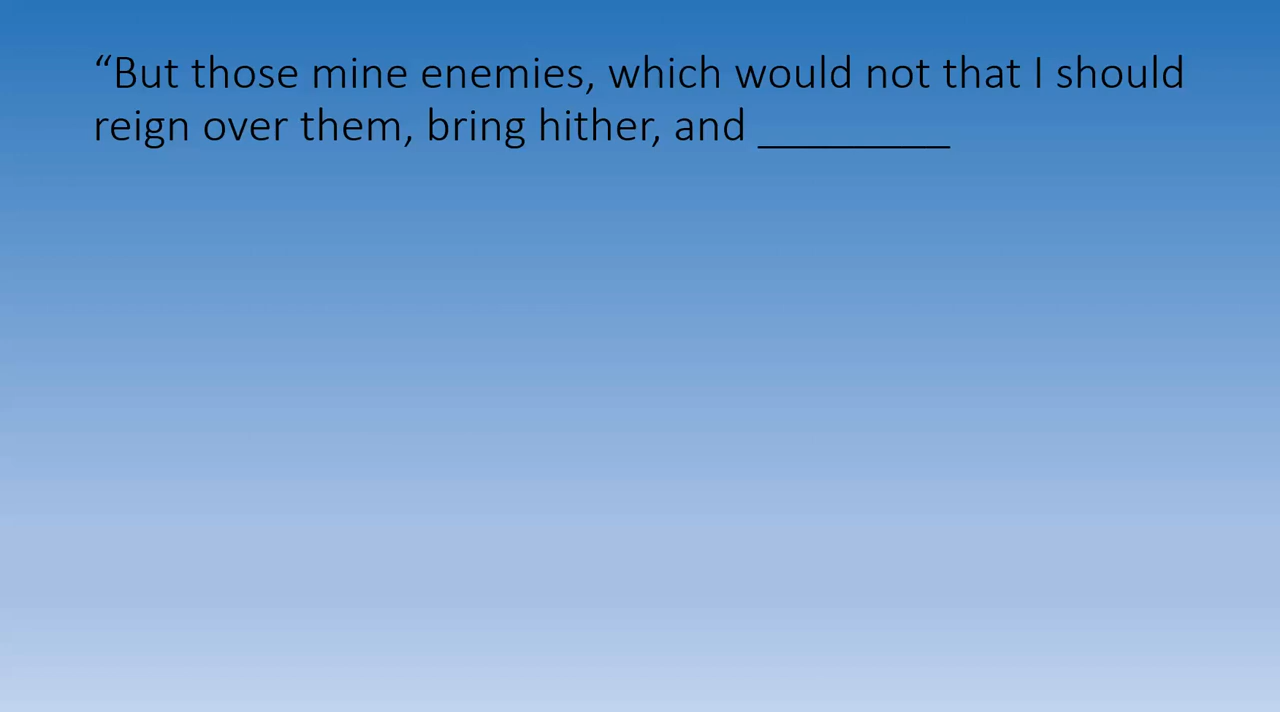 “But those mine enemies, which would not that I should
reign over them, bring hither, and _________